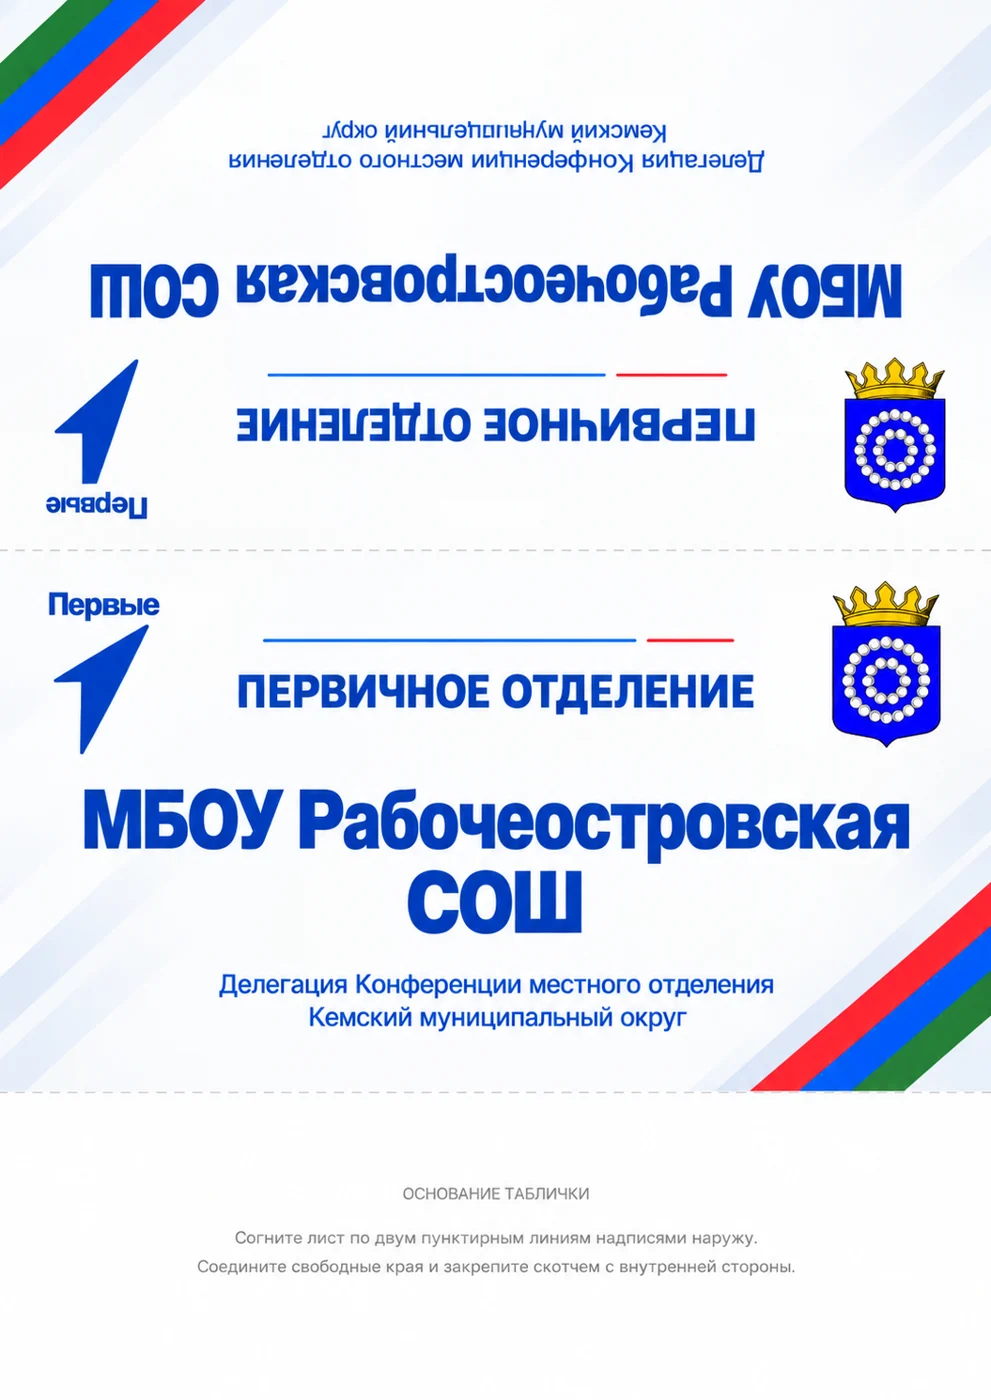 Кемский муниципальный округ
Делегация Конференции местного отделения
МБОУ Рабочеостровская СОШ
ПЕРВИЧНОЕ ОТДЕЛЕНИЕ
Первые
Первые
ПЕРВИЧНОЕ ОТДЕЛЕНИЕ
МБОУ Рабочеостровская
СОШ
Делегация Конференции местного отделения
Кемский муниципальный округ
ОСНОВАНИЕ ТАБЛИЧКИ
Согните лист по двум пунктирным линиям надписями наружу.
Соедините свободные края и закрепите скотчем с внутренней стороны.